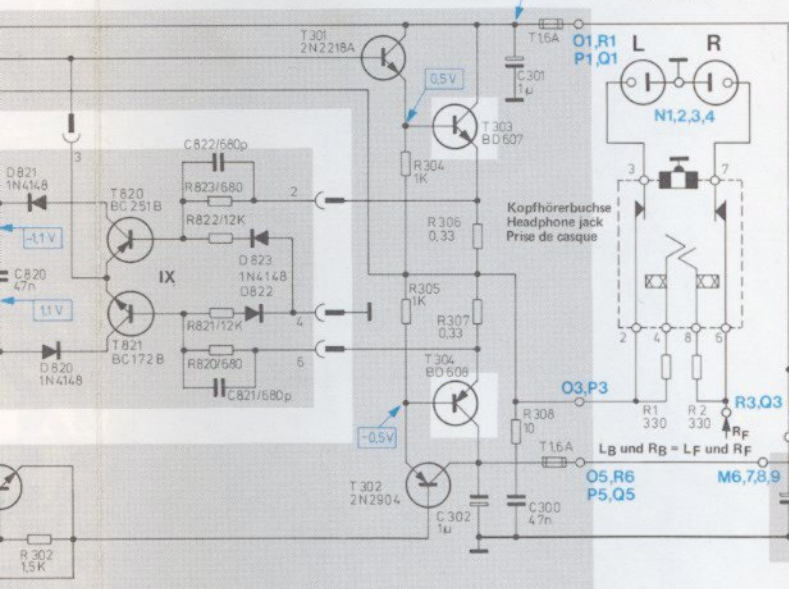 T301
2N2218A
0,5V
C301
1µ
T1.6A
O1,R1
P1,Q1
L
R
N1,2,3,4
3
7
T303
BD607
3
C822/680p
D821
1N4148
T820
BC251B
R823/680
2
R822/12K
R304
1K
Kopfhörerbuchse
Headphone jack
Prise de casque
R306
0,33
-1,1 V
D823
1N4148
D822
IX
C820
47n
1,1 V
R305
1K
R307
0,33
R821/12K
4
T821
BC172B
R820/680
6
D820
1N4148
C821/680p
T304
BD608
2
4
8
6
O3,P3
R3,Q3
R1
330
R2
330
R308
10
-0,5V
RF
LB und RB = LF und RF
T1.6A
O5,R6
P5,Q5
M6,7,8,9
T302
2N2904
C302
1µ
C300
47n
R302
1,5K